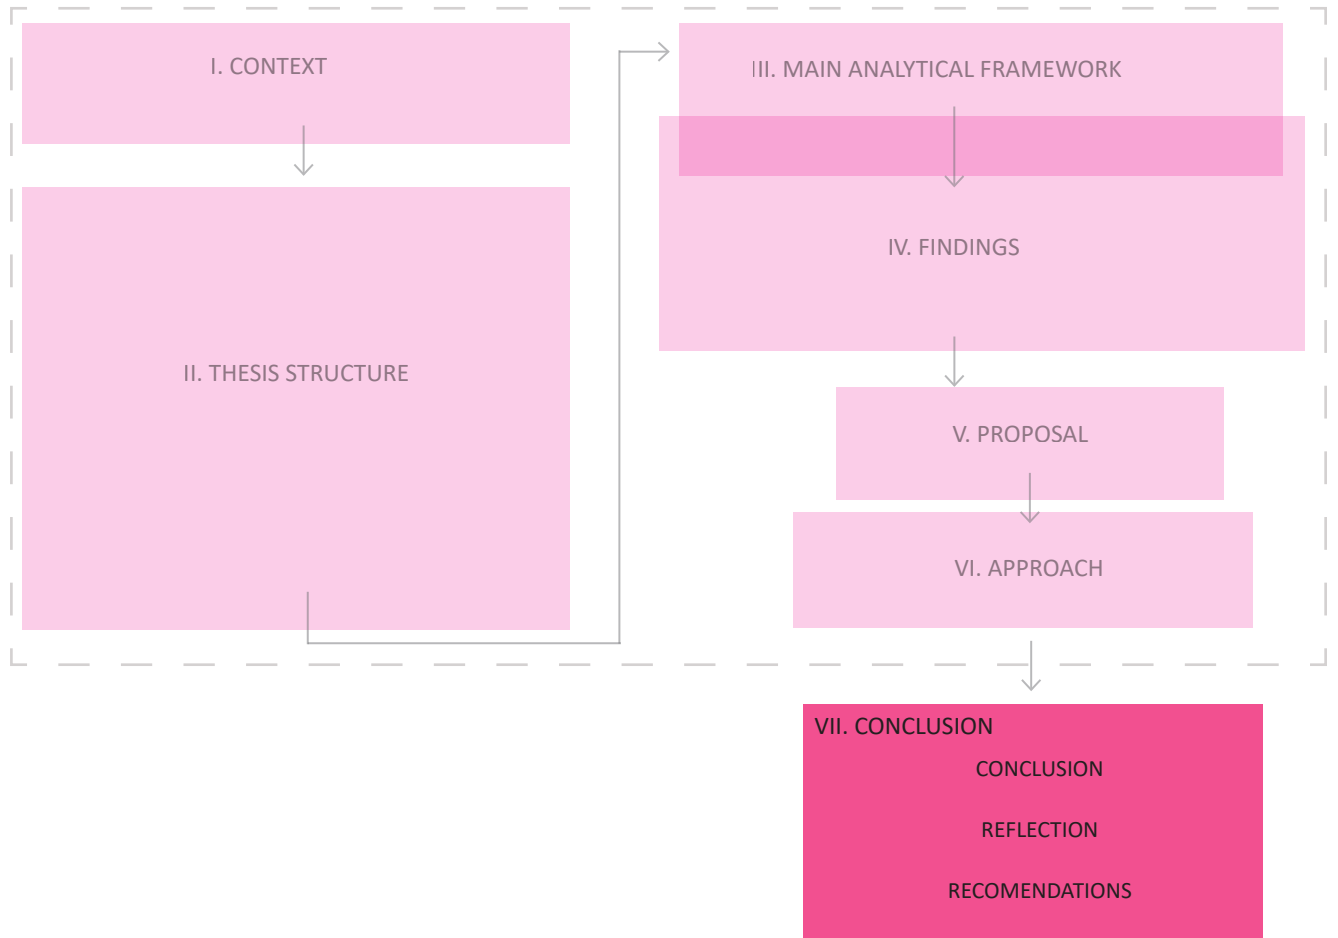 I. CONTEXT
II. THESIS STRUCTURE
III. MAIN ANALYTICAL FRAMEWORK
IV. FINDINGS
V. PROPOSAL
VI. APPROACH
VII. CONCLUSION
CONCLUSION
REFLECTION
RECOMENDATIONS